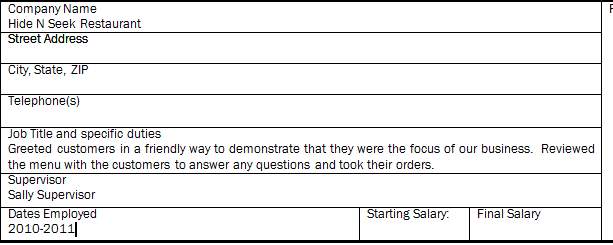 Company Name
Hide N Seek Restaurant
Street Address
City, State, ZIP
Telephone(s)
Job Title and specific duties
Greeted customers in a friendly way to demonstrate that they were the focus of our business.  Reviewed
the menu with the customers to answer any questions and took their orders.
Supervisor
Sally Supervisor
Dates Employed
2010-2011
Starting Salary:
Final Salary